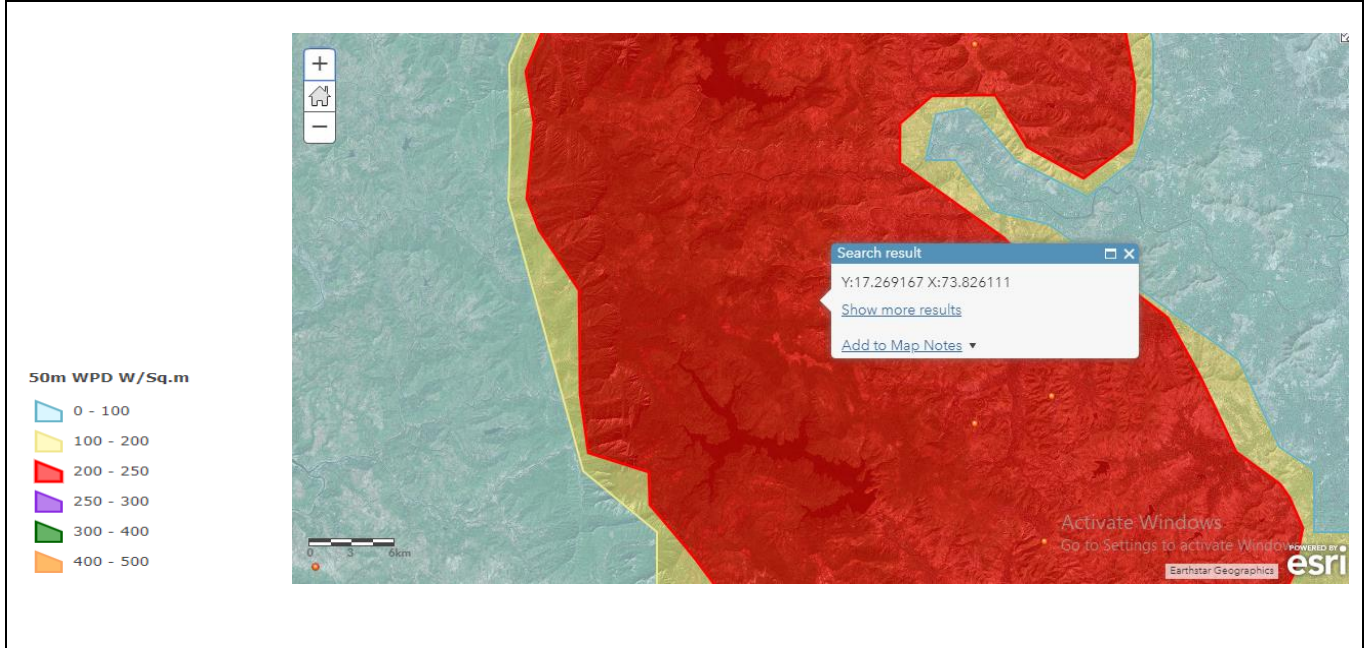 +
−
Search result
Y:17.269167 X:73.826111
Show more results
Add to Map Notes ▼
50m WPD W/Sq.m
0 - 100
100 - 200
200 - 250
250 - 300
300 - 400
400 - 500
0 3 6km
Activate Windows
Go to Settings to activate Windows
POWERED BY
esri
Earthstar Geographics